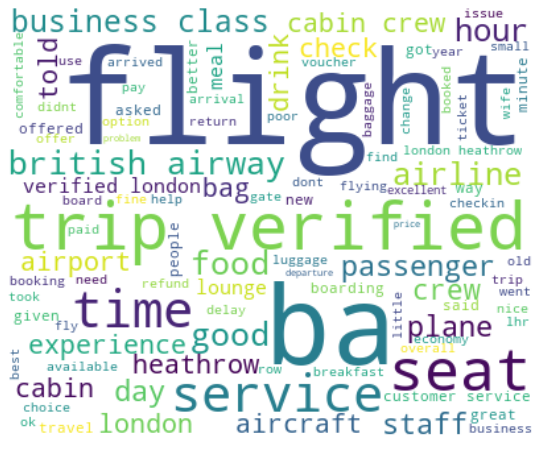 business class
cabin crew
issue
hour
told
flight
check
got
year
small
drink
meal
better
voucher
comfortable
use
arrived
pay
didnt
arrival
asked
option
offered
return
poor
offer
problem
baggage
change
booked
ticket
wife
minute
british airway
find
london heathrow
airline
verified london
bag
dont
flying
excellent
way
board
fine
help
gate
new
checkin
trip verified
paid
people
price
airport
food
luggage
passenger
old
departure
booking
need
refund
lounge
boarding
crew
trip
went
took
time
ba
little
said
nice
given
delay
plane
lhr
fly
good
experience
economy
overall
best
available
heathrow
row
breakfast
seat
cabin
day
service
customer service
choice
ok
travel
london
aircraft
staff
great
business